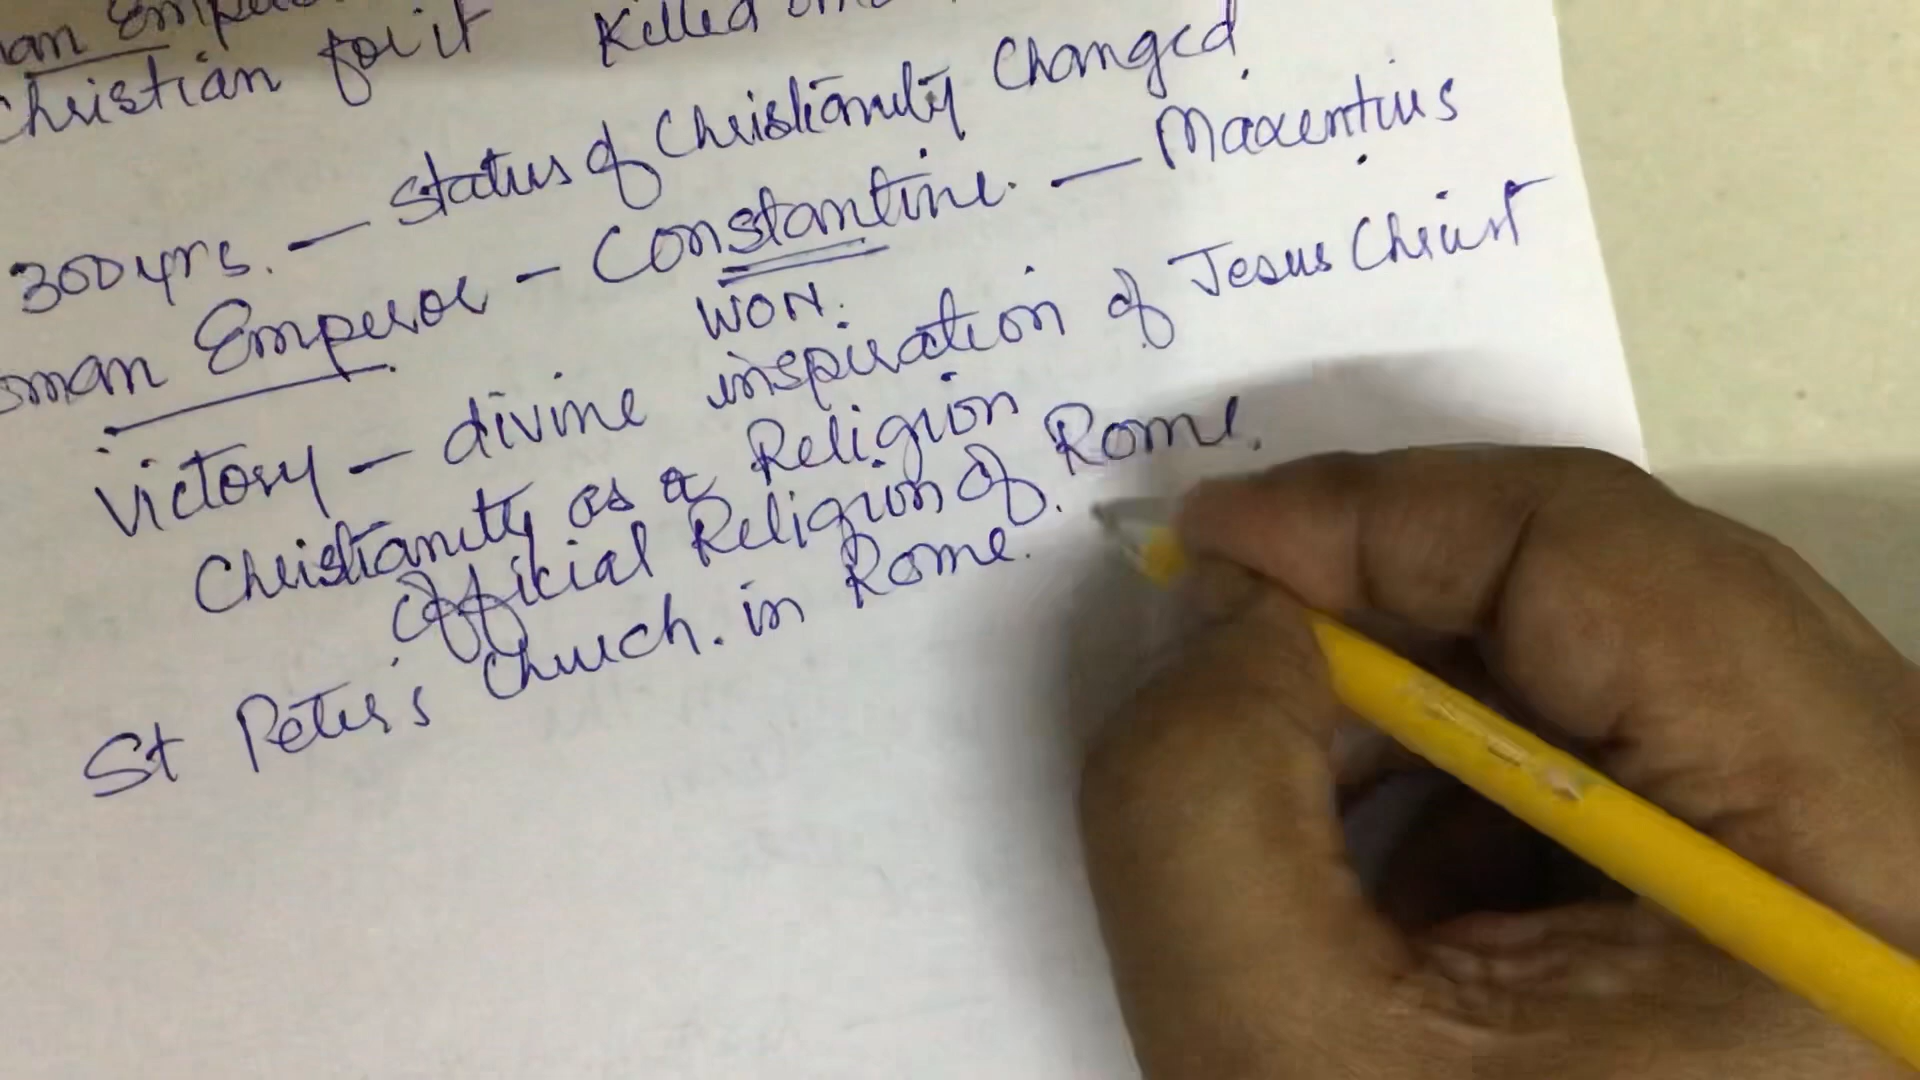 Christian for it killed
300 yrs. — Status of Christianity Changed
Emperor - Constantine. — Maxentius
WON.
Victory — divine inspiration of Jesus Christ
Christianity as a Religion
Official Religion of Rome.
St Peter's Church. in Rome.